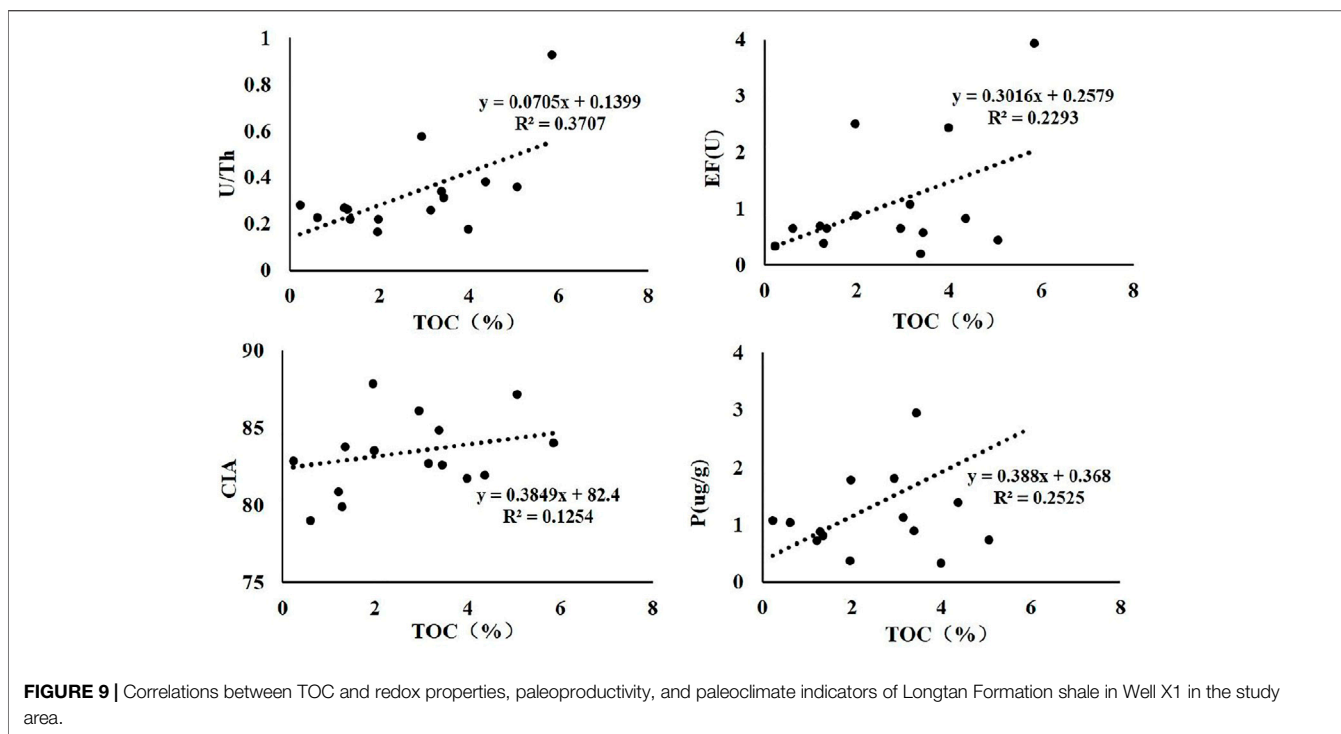 1
0.8
0.6
0.4
0.2
0
U/Th
y = 0.0705x + 0.1399
R² = 0.3707
0 2 4 6 8
TOC（%）
4
3
2
1
0
EF(U)
y = 0.3016x + 0.2579
R² = 0.2293
0 2 4 6 8
TOC（%）
90
85
80
75
CIA
y = 0.3849x + 82.4
R² = 0.1254
0 2 4 6 8
TOC（%）
4
3
2
1
0
P(ug/g)
y = 0.388x + 0.368
R² = 0.2525
0 2 4 6 8
TOC（%）
FIGURE 9 | Correlations between TOC and redox properties, paleoproductivity, and paleoclimate indicators of Longtan Formation shale in Well X1 in the study
area.